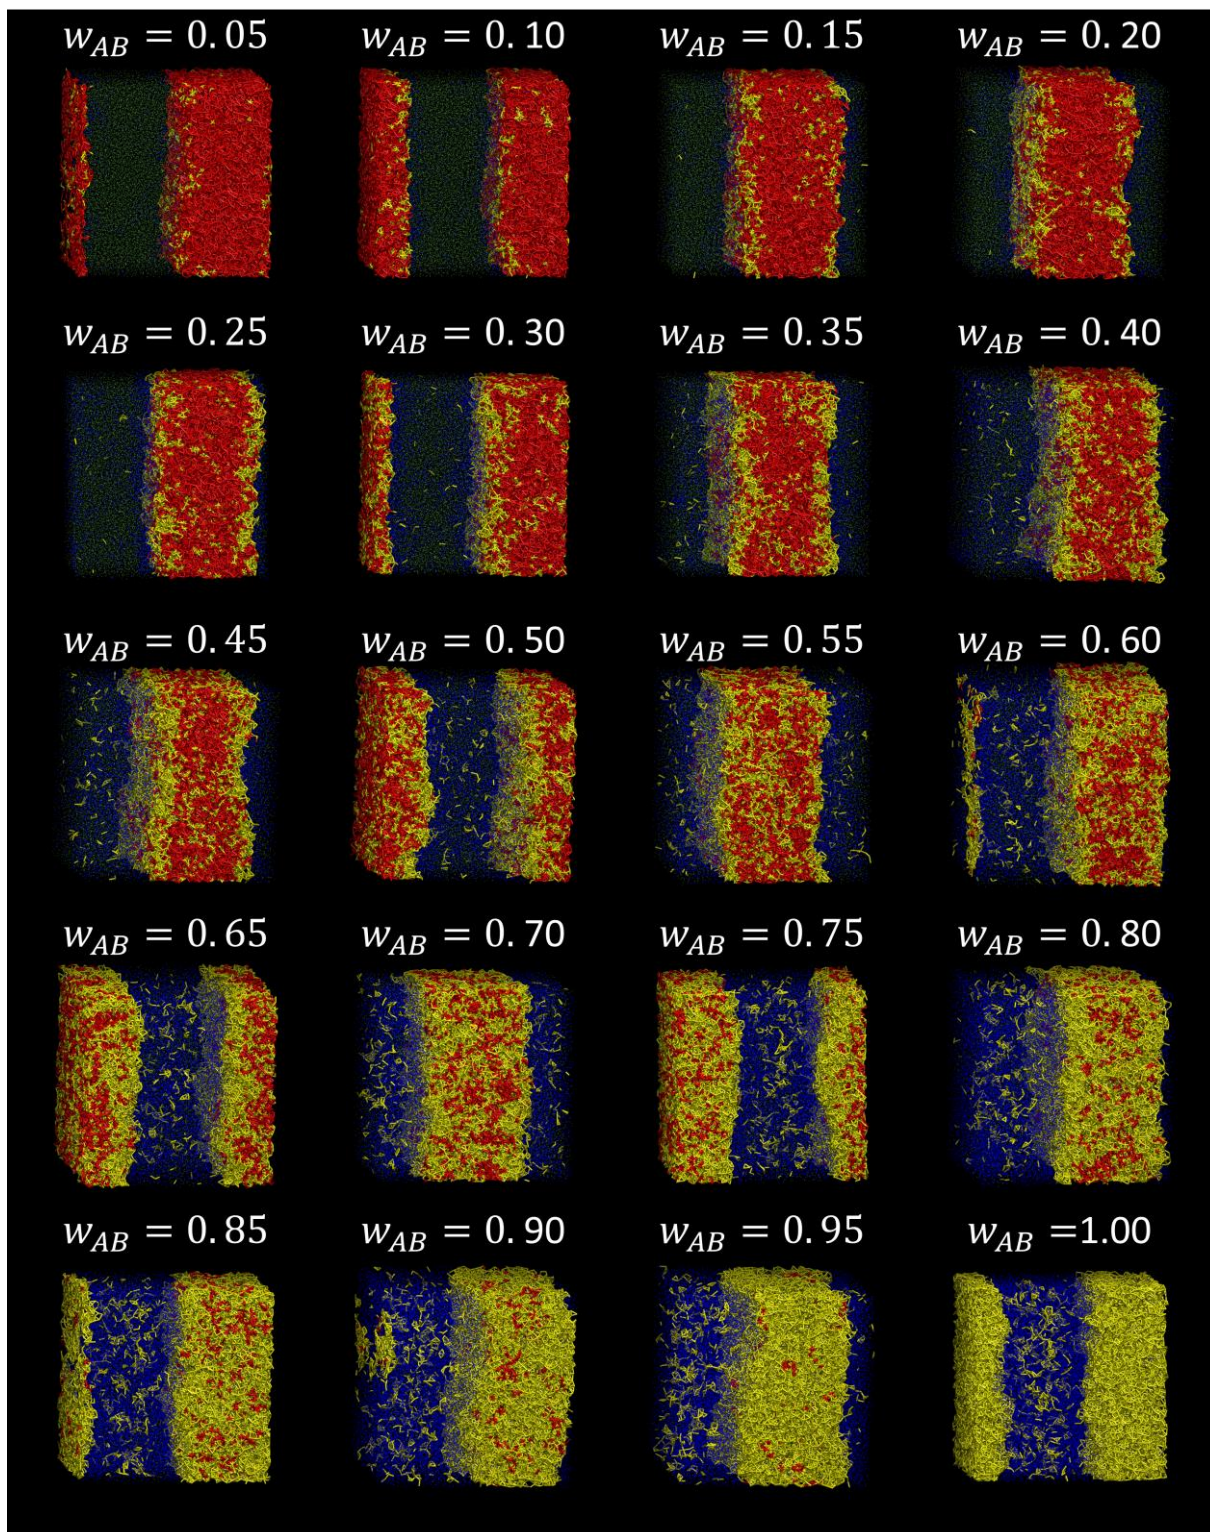 w_AB = 0.05 w_AB = 0.10 w_AB = 0.15 w_AB = 0.20
w_AB = 0.25 w_AB = 0.30 w_AB = 0.35 w_AB = 0.40
w_AB = 0.45 w_AB = 0.50 w_AB = 0.55 w_AB = 0.60
w_AB = 0.65 w_AB = 0.70 w_AB = 0.75 w_AB = 0.80
w_AB = 0.85 w_AB = 0.90 w_AB = 0.95 w_AB =1.00